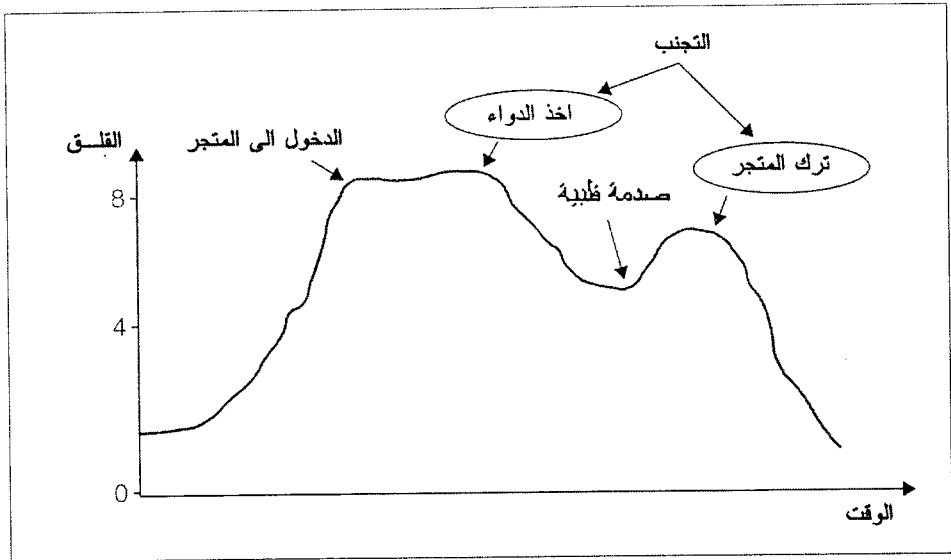 التجنب
اخذ الدواء
الدخول الى المتجر
القلــق
ترك المتجر
صدمة قلبية
8
4
0
الوقت